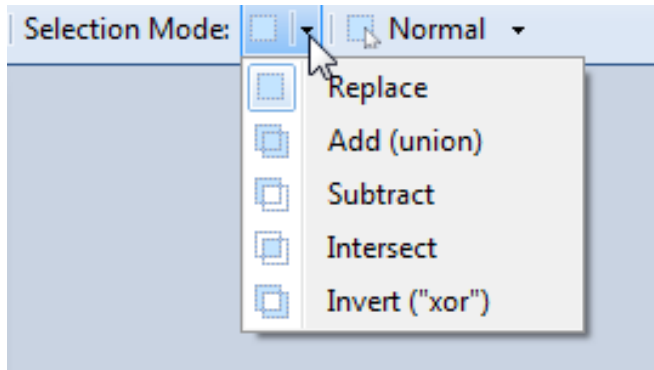 Selection Mode: Normal
Replace
Add (union)
Subtract
Intersect
Invert ("xor")